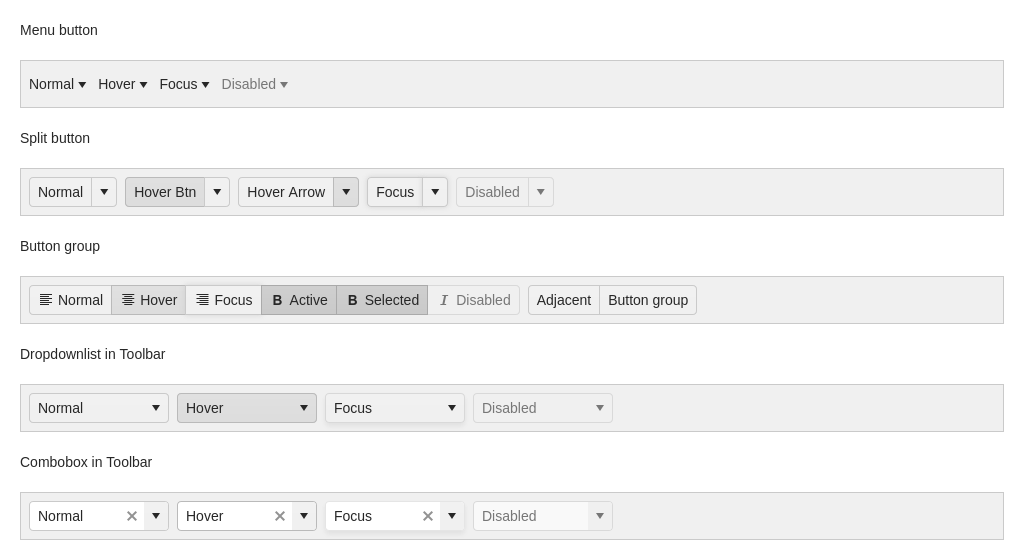 Menu button
Normal Hover Focus Disabled
Split button
Normal Hover Btn Hover Arrow Focus Disabled
Button group
Normal Hover Focus B Active B Selected I Disabled Adjacent Button group
Dropdownlist in Toolbar
Normal Hover Focus Disabled
Combobox in Toolbar
Normal Hover Focus Disabled